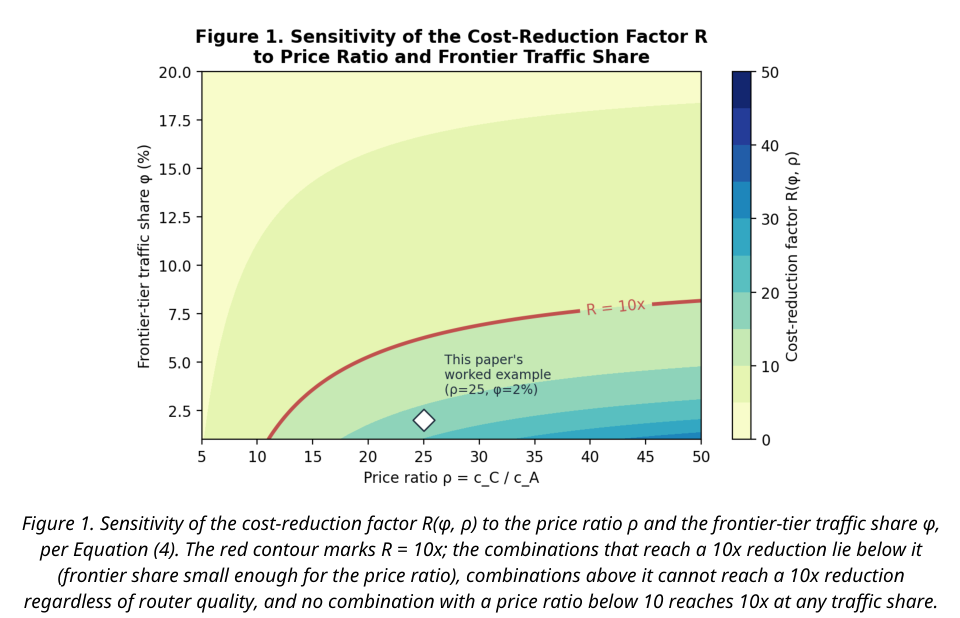 Figure 1. Sensitivity of the Cost-Reduction Factor R
to Price Ratio and Frontier Traffic Share
Frontier-tier traffic share φ (%)
20.0
17.5
15.0
12.5
10.0
7.5
5.0
2.5
R = 10x
This paper's
worked example
(ρ=25, φ=2%)
5 10 15 20 25 30 35 40 45 50
Price ratio ρ = c_C / c_A
50
40
30
20
10
0
Cost-reduction factor R(φ, ρ)
Figure 1. Sensitivity of the cost-reduction factor R(φ, ρ) to the price ratio ρ and the frontier-tier traffic share φ,
per Equation (4). The red contour marks R = 10x; the combinations that reach a 10x reduction lie below it
(frontier share small enough for the price ratio), combinations above it cannot reach a 10x reduction
regardless of router quality, and no combination with a price ratio below 10 reaches 10x at any traffic share.